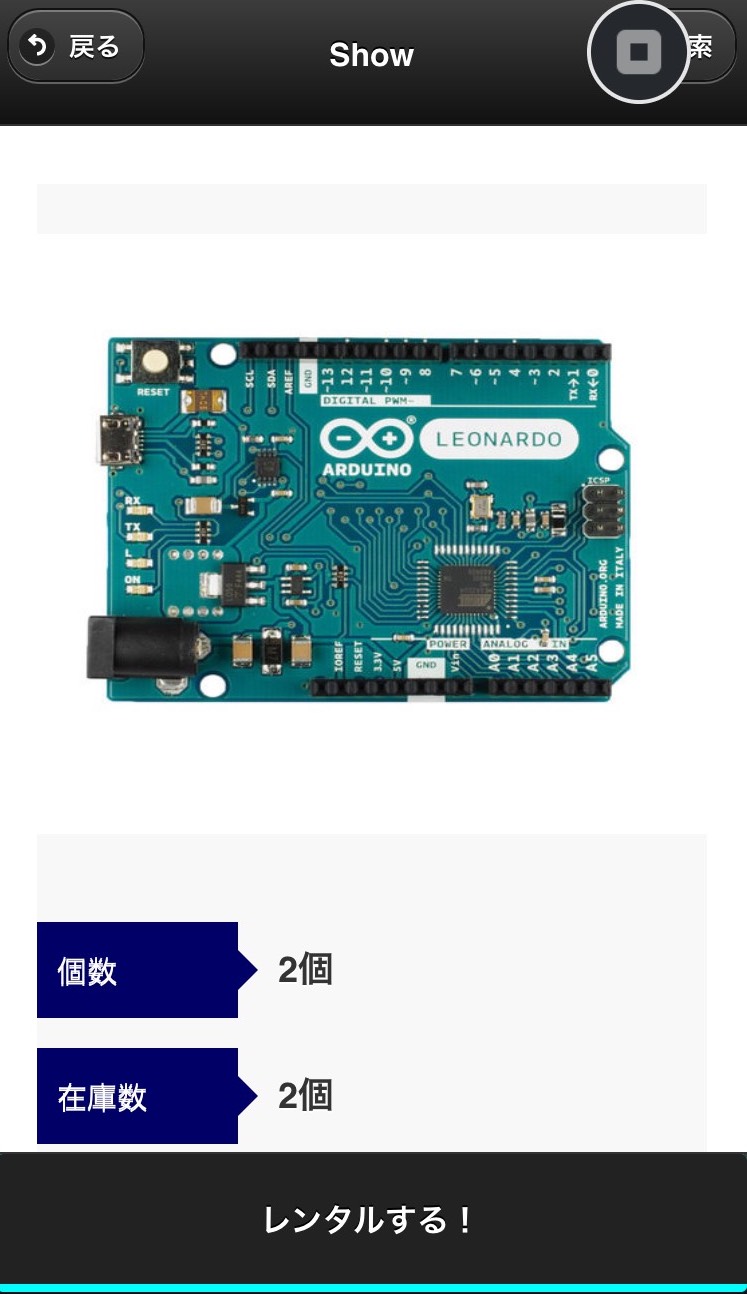 戻る
Show
索
RESET
SCL
SDA
AREF
GND
~13
12
~11
~10
~9
8
7
~6
~5
4
~3
2
TX→1
RX←0
DIGITAL PWM~
LEONARDO
ARDUINO
ICSP
RX
TX
L
ON
ARDUINO.ORG
MADE IN ITALY
POWER
ANALOG IN
IOREF
RESET
3.3V
5V
GND
Vin
A0
A1
A2
A3
A4
A5
個数
2個
在庫数
2個
レンタルする！